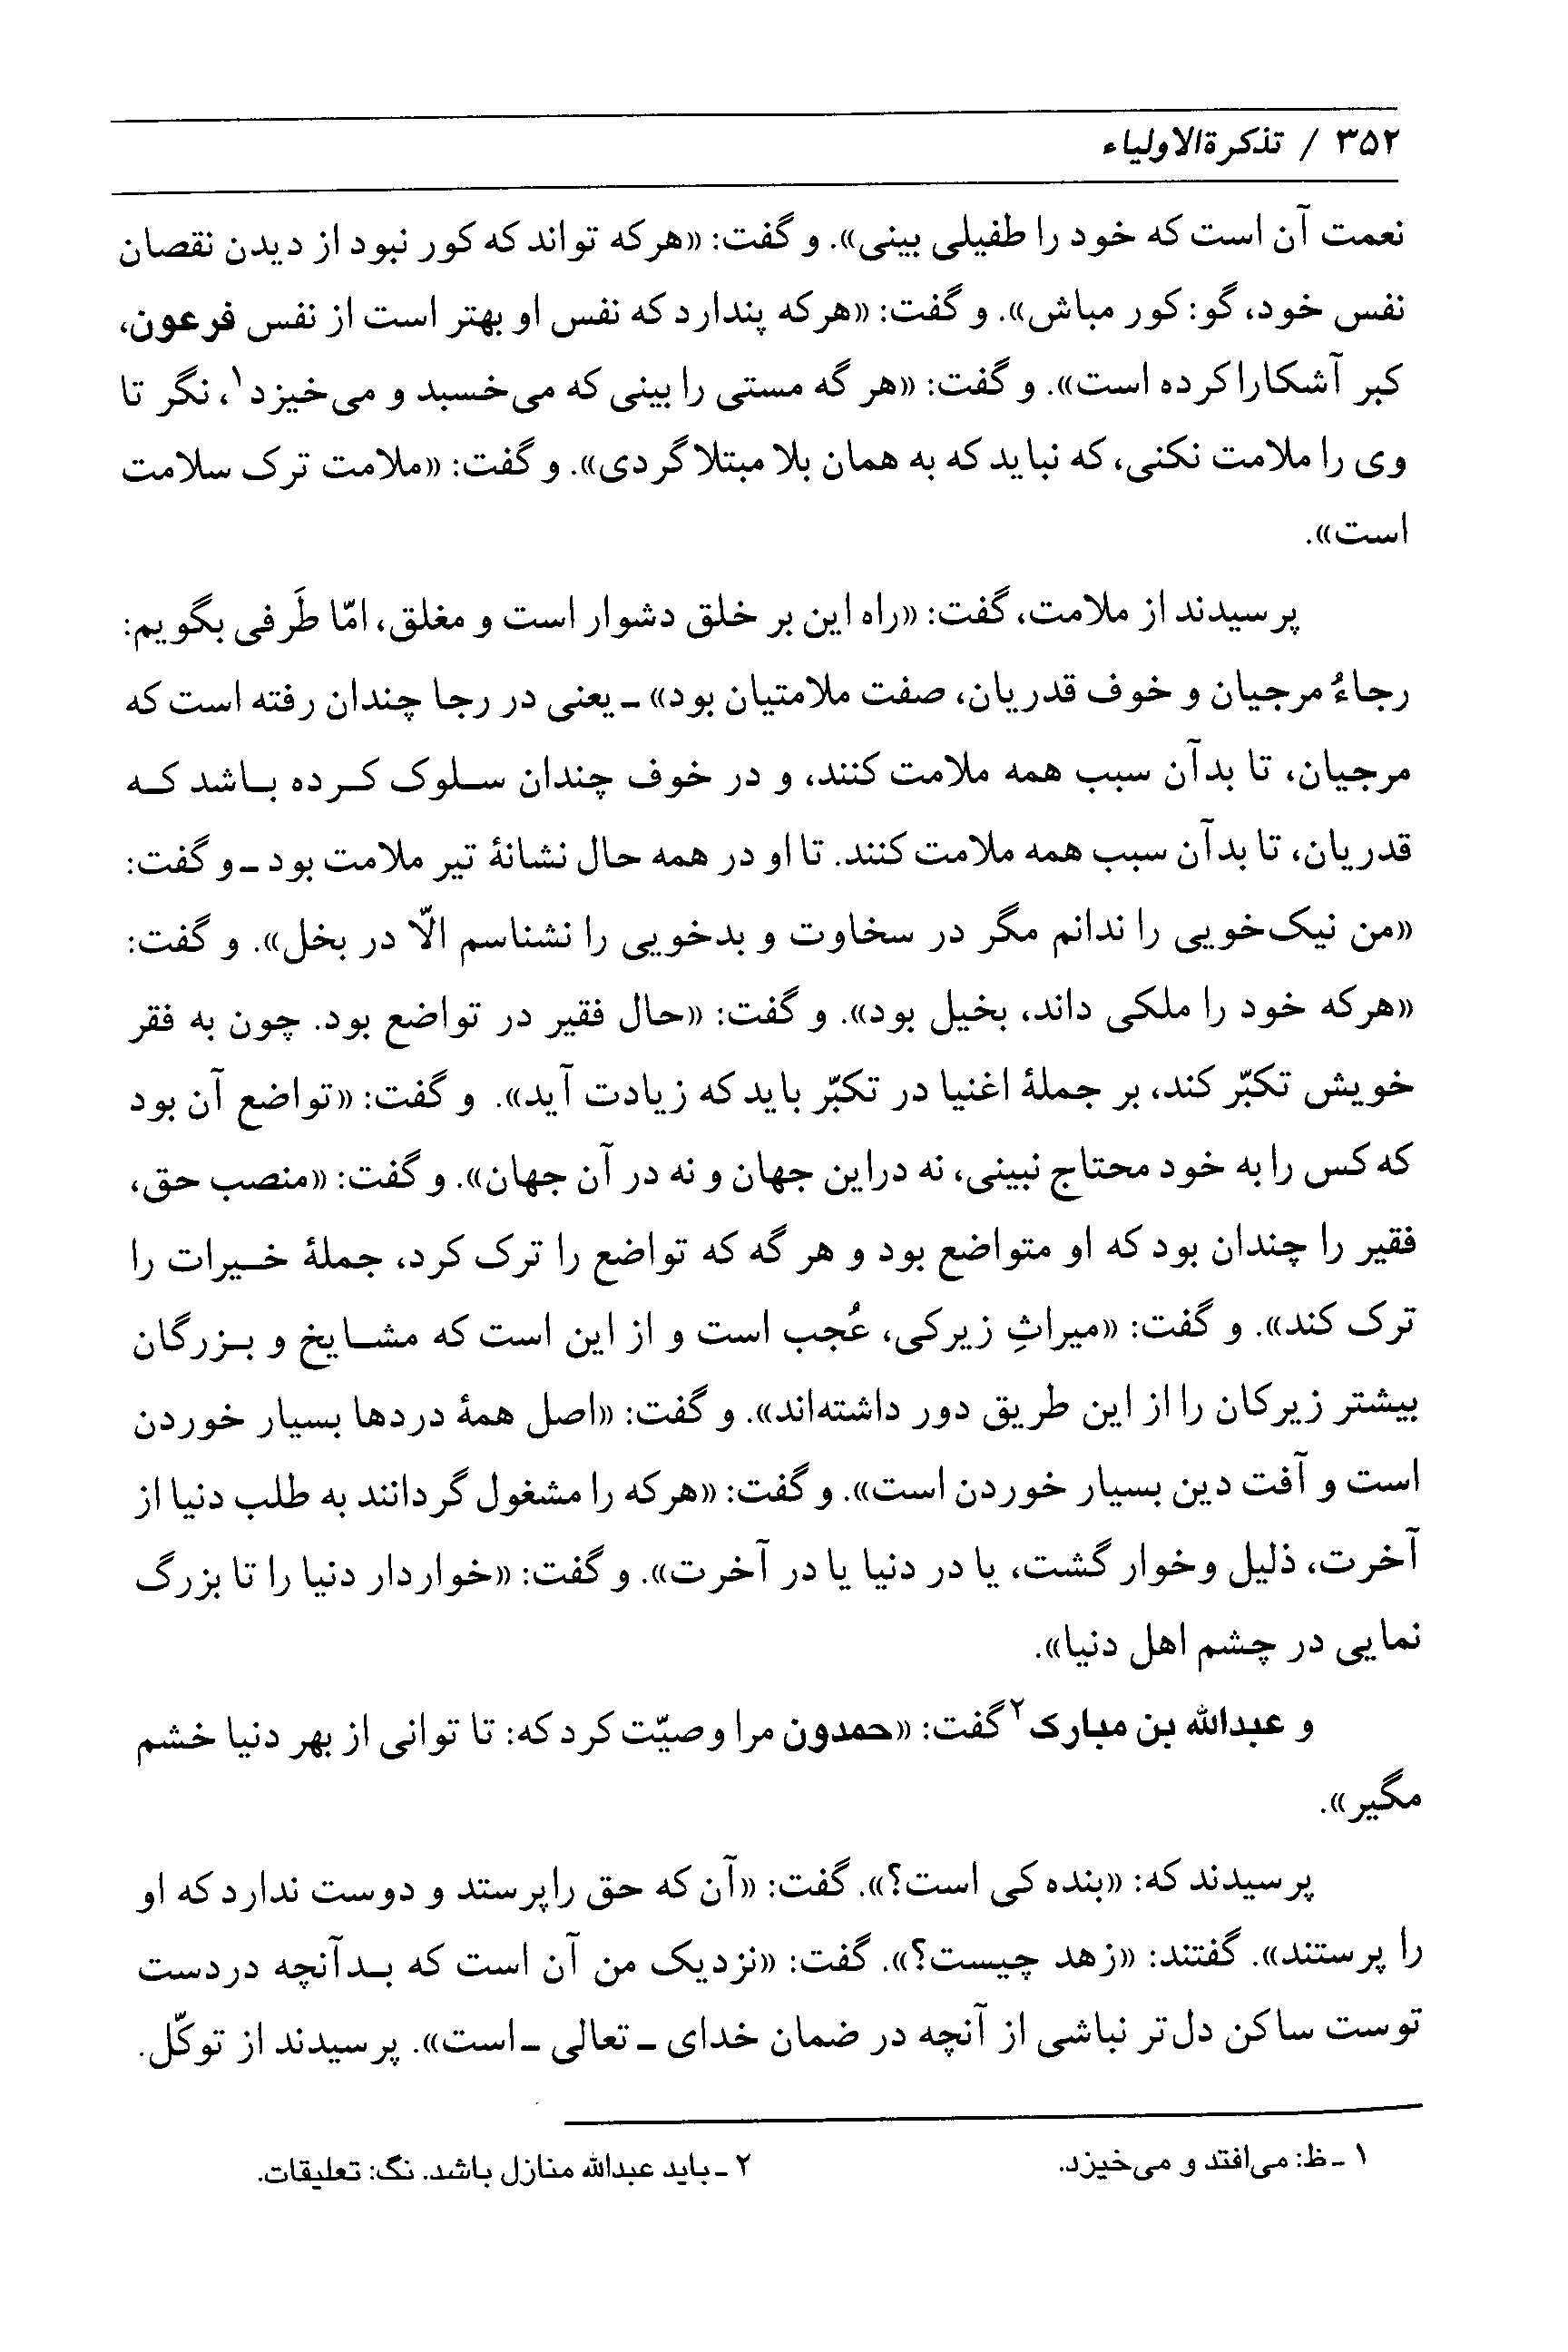 ۳۵۲ / تذکرةالاولیاء
نعمت آن است که خود را طفیلی بینی». و گفت: «هرکه تواند که کور نبود از دیدن نقصان
نفس خود، گو: کور مباش». و گفت: «هرکه پندارد که نفس او بهتر است از نفس فرعون،
کبر آشکارا کرده است». و گفت: «هر گه مستی را بینی که می‌خسبد و می‌خیزد۱، نگر تا
وی را ملامت نکنی، که نباید که به همان بلا مبتلا گردی». و گفت: «ملامت ترک سلامت
است».
پرسیدند از ملامت، گفت: «راه این بر خلق دشوار است و مغلق، امّا طَرفی بگویم:
رجاءُ مرجیان و خوف قدریان، صفت ملامتیان بود» ـ یعنی در رجا چندان رفته است که
مرجیان، تا بدآن سبب همه ملامت کنند، و در خوف چندان سـلوک کـرده بـاشد کـه
قدریان، تا بدآن سبب همه ملامت کنند. تا او در همه حال نشانهٔ تیر ملامت بود ـ و گفت:
«من نیک‌خویی را ندانم مگر در سخاوت و بدخویی را نشناسم الّا در بخل». و گفت:
«هرکه خود را ملکی داند، بخیل بود». و گفت: «حال فقیر در تواضع بود. چون به فقر
خویش تکبّر کند، بر جملهٔ اغنیا در تکبّر باید که زیادت آید». و گفت: «تواضع آن بود
که کس را به خود محتاج نبینی، نه دراین جهان و نه در آن جهان». و گفت: «منصب حق،
فقیر را چندان بود که او متواضع بود و هر گه که تواضع را ترک کرد، جملهٔ خـیرات را
ترک کند». و گفت: «میراثِ زیرکی، عُجب است و از این است که مشـایخ و بـزرگان
بیشتر زیرکان را از این طریق دور داشته‌اند». و گفت: «اصل همهٔ دردها بسیار خوردن
است و آفت دین بسیار خوردن است». و گفت: «هرکه را مشغول گردانند به طلب دنیا از
آخرت، ذلیل وخوار گشت، یا در دنیا یا در آخرت». و گفت: «خواردار دنیا را تا بزرگ
نمایی در چشم اهل دنیا».
و عبدالله بن مبارک۲ گفت: «حمدون مرا وصیّت کرد که: تا توانی از بهر دنیا خشم
مگیر».
پرسیدند که: «بنده کی است؟». گفت: «آن که حق را پرستد و دوست ندارد که او
را پرستند». گفتند: «زهد چیست؟». گفت: «نزدیک من آن است که بـدآنچه دردست
توست ساکن دل‌تر نباشی از آنچه در ضمان خدای ـ تعالی ـ است». پرسیدند از توکّل.
۱ ـ ظ: می‌افتد و می‌خیزد.
۲ ـ باید عبدالله منازل باشد. نگ: تعلیقات.